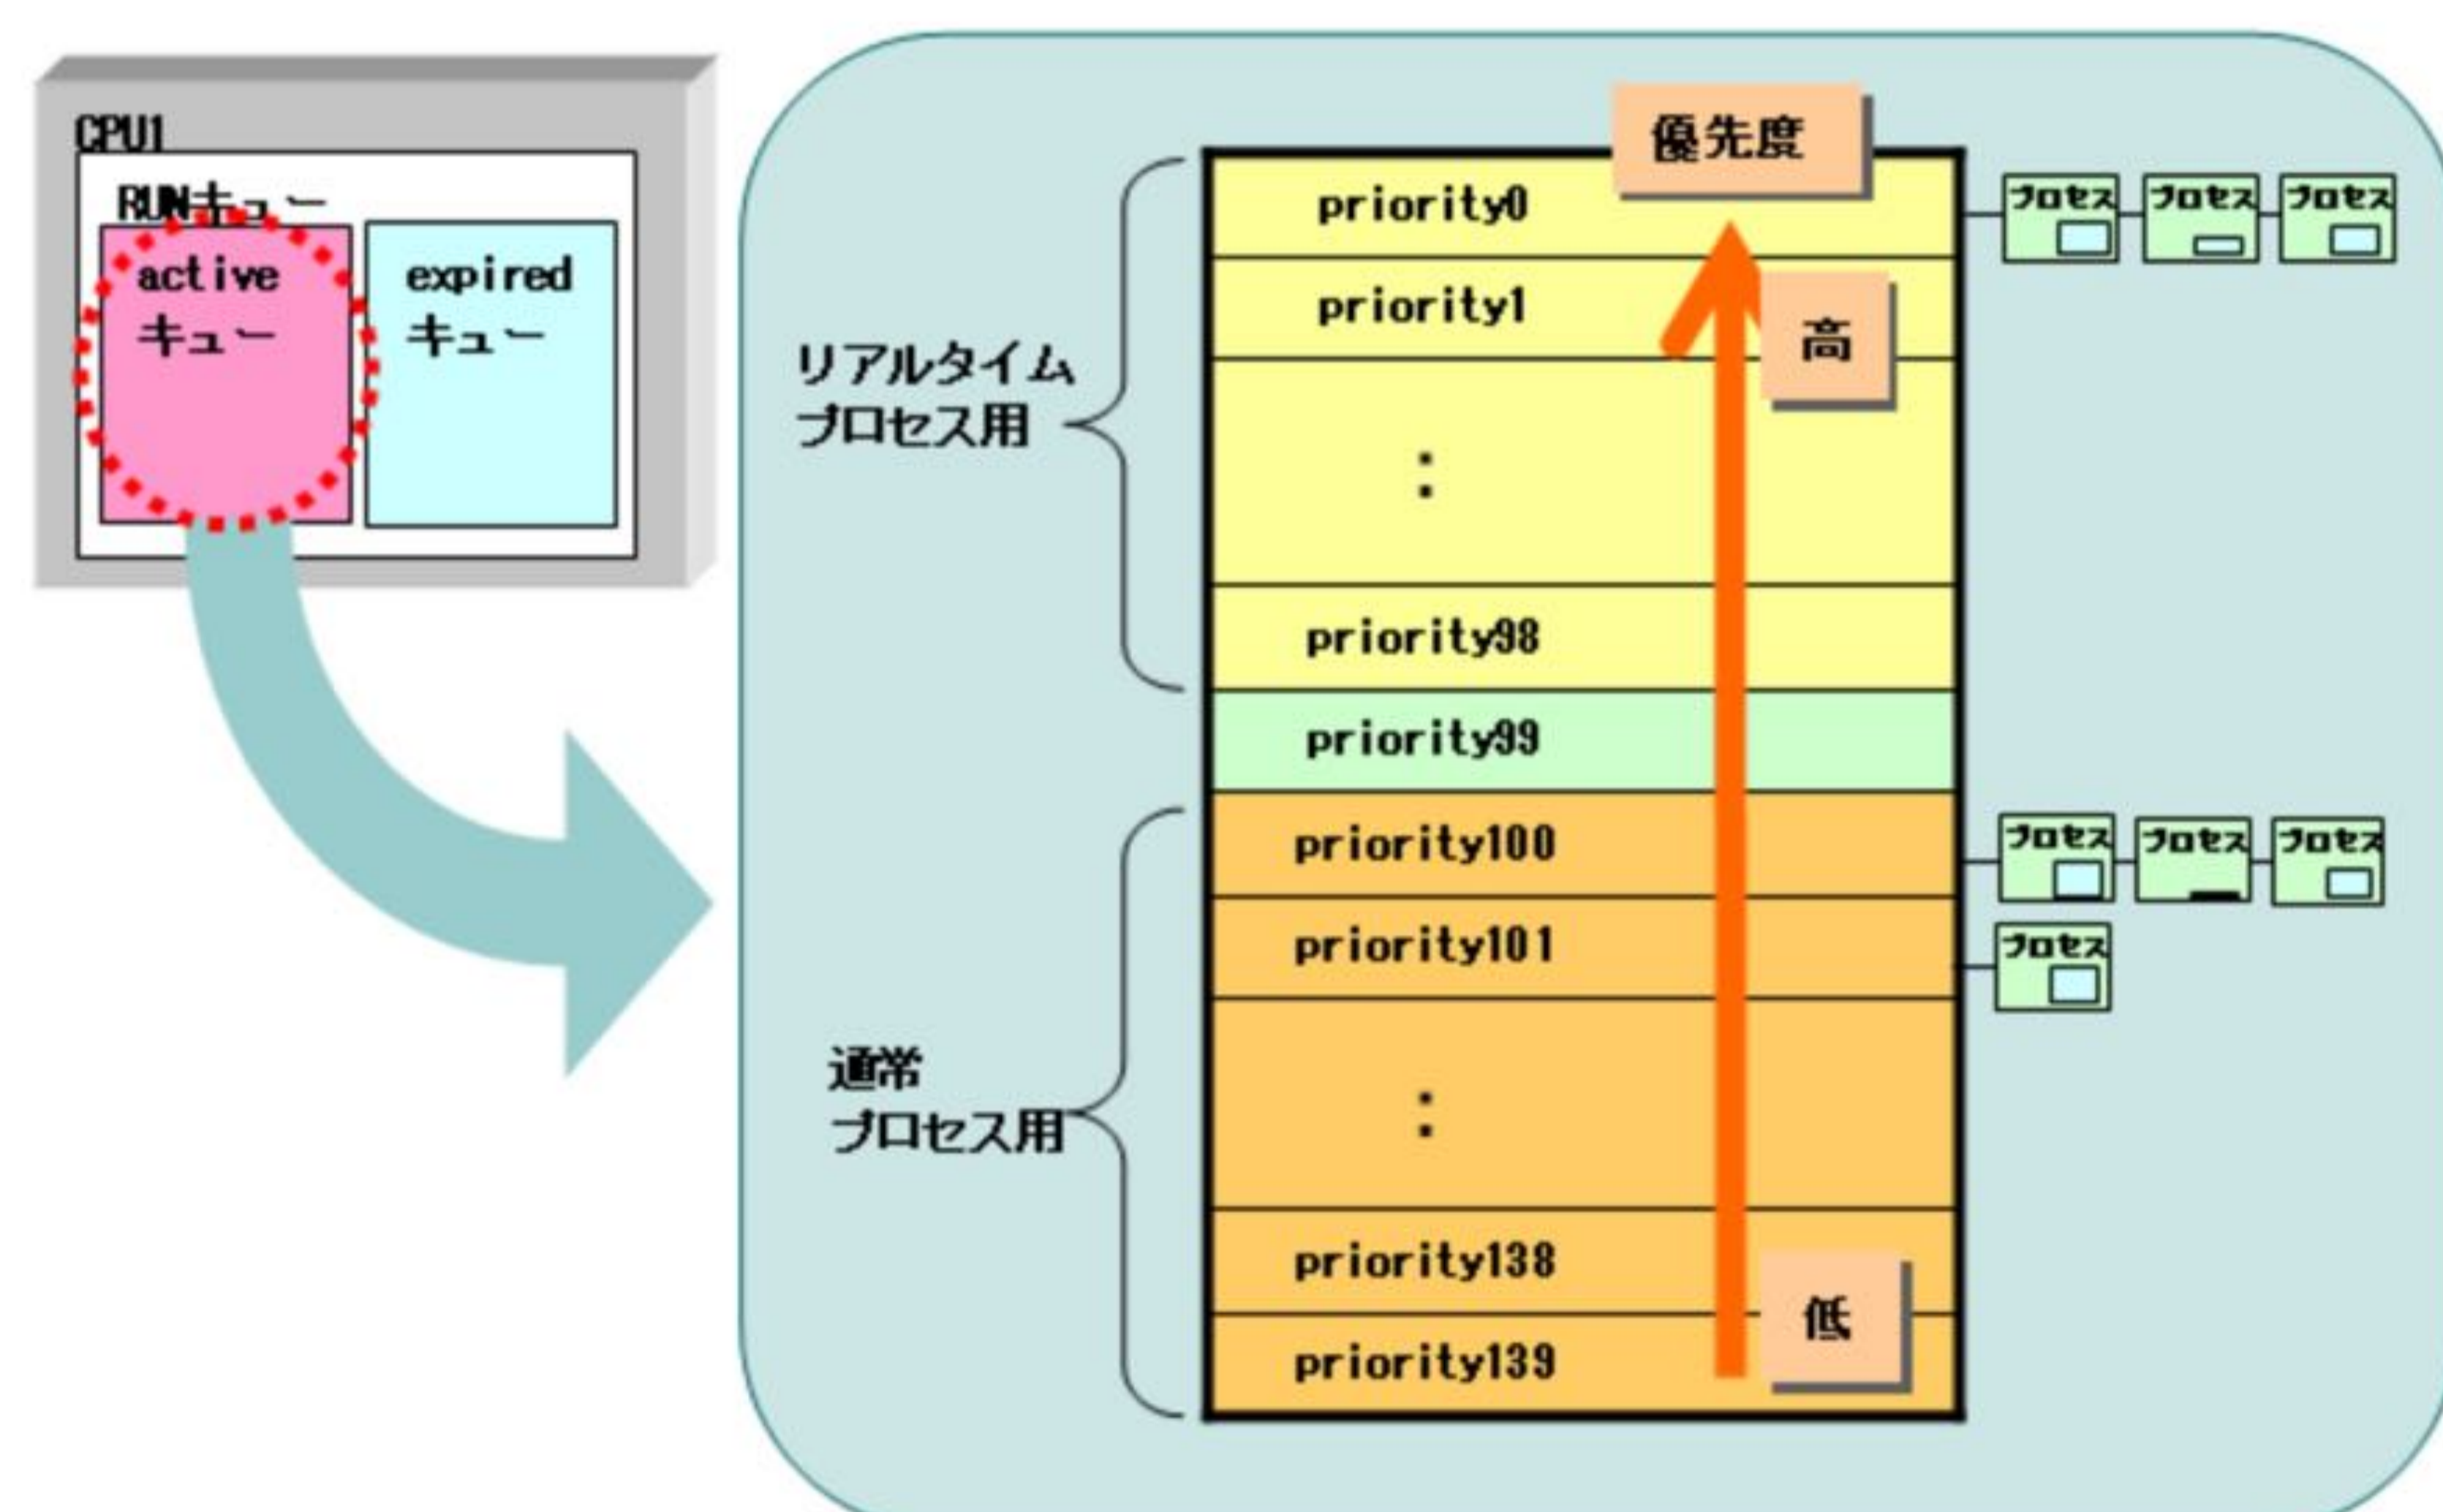 CPU1
RUNキュー
active
キュー
expired
キュー
優先度
高
低
リアルタイム
プロセス用
通常
プロセス用
priority0
priority1
:
priority98
priority99
priority100
priority101
:
priority138
priority139
プロセス
プロセス
プロセス
プロセス
プロセス
プロセス
プロセス